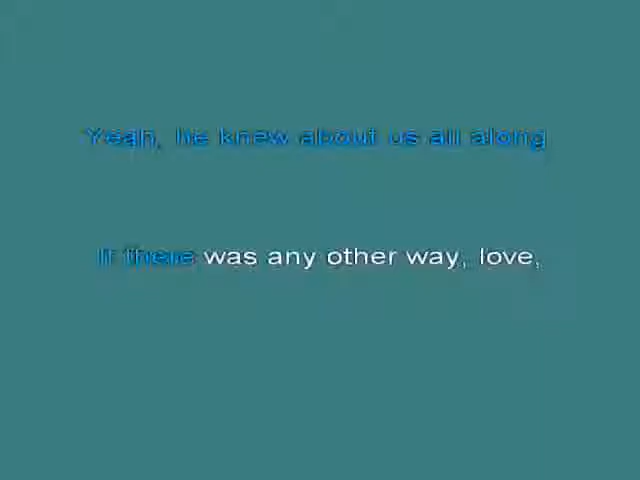 Yeah, he knew about us all along
If there was any other way, love,